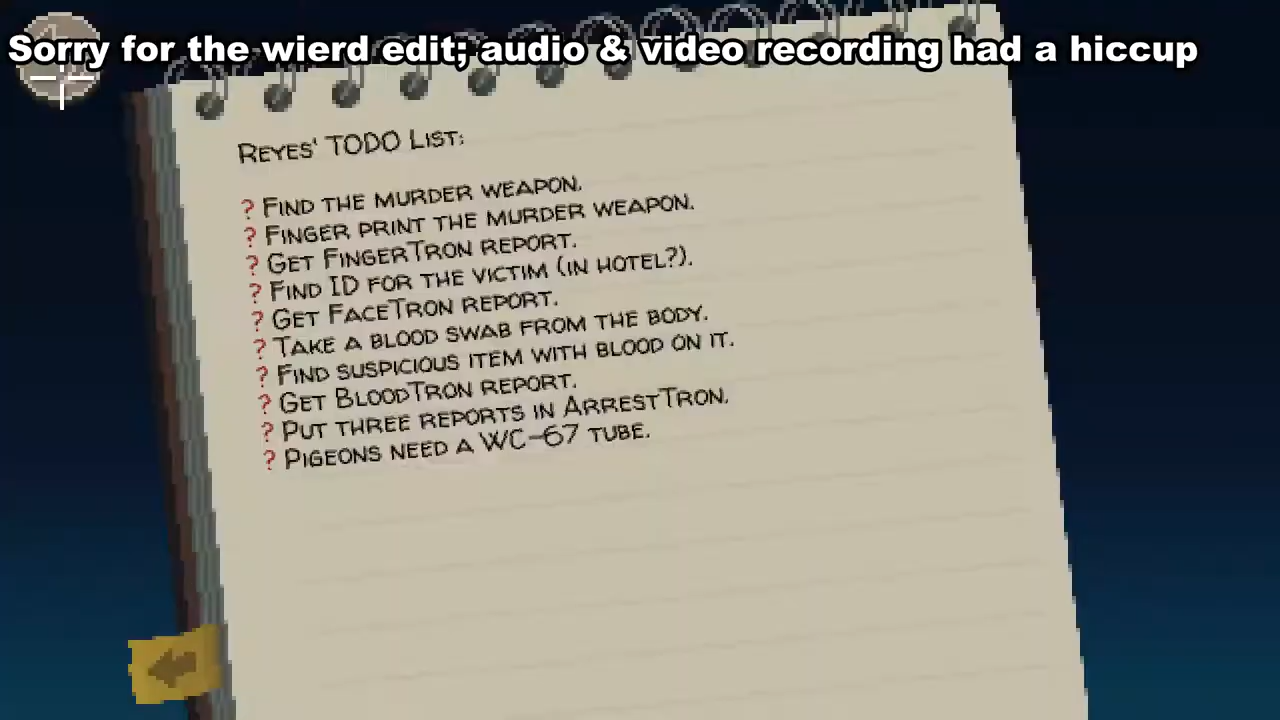 Sorry for the wierd edit; audio & video recording had a hiccup
Reyes' TODO List:
? Find the murder weapon.
? Finger print the murder weapon.
? Get FingerTron report.
? Find ID for the victim (in hotel?).
? Get FaceTron report.
? Take a blood swab from the body.
? Find suspicious item with blood on it.
? Get BloodTron report.
? Put three reports in ArrestTron.
? Pigeons need a WC-67 tube.